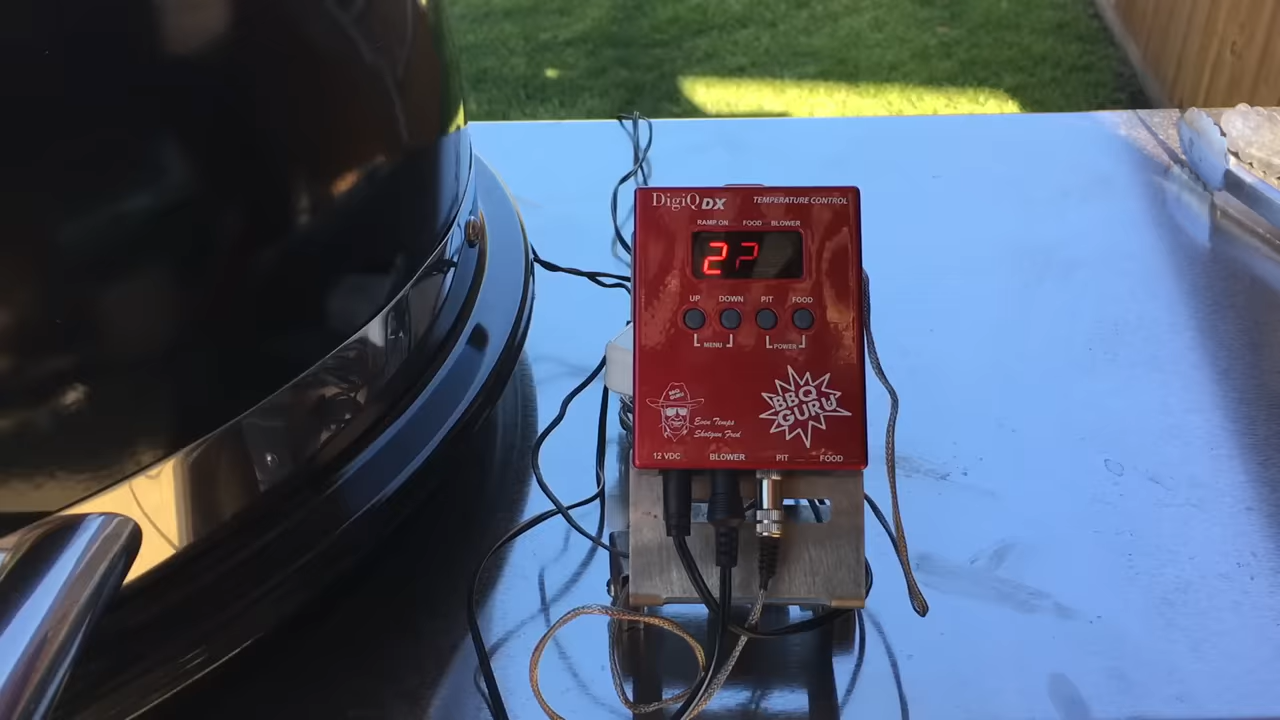 DigiQ DX TEMPERATURE CONTROL
RAMP ON FOOD BLOWER
UP DOWN PIT FOOD
MENU POWER
BBQ
GURU
Even Temps
Shotgun Fred
BBQ
GURU
12 VDC BLOWER PIT FOOD